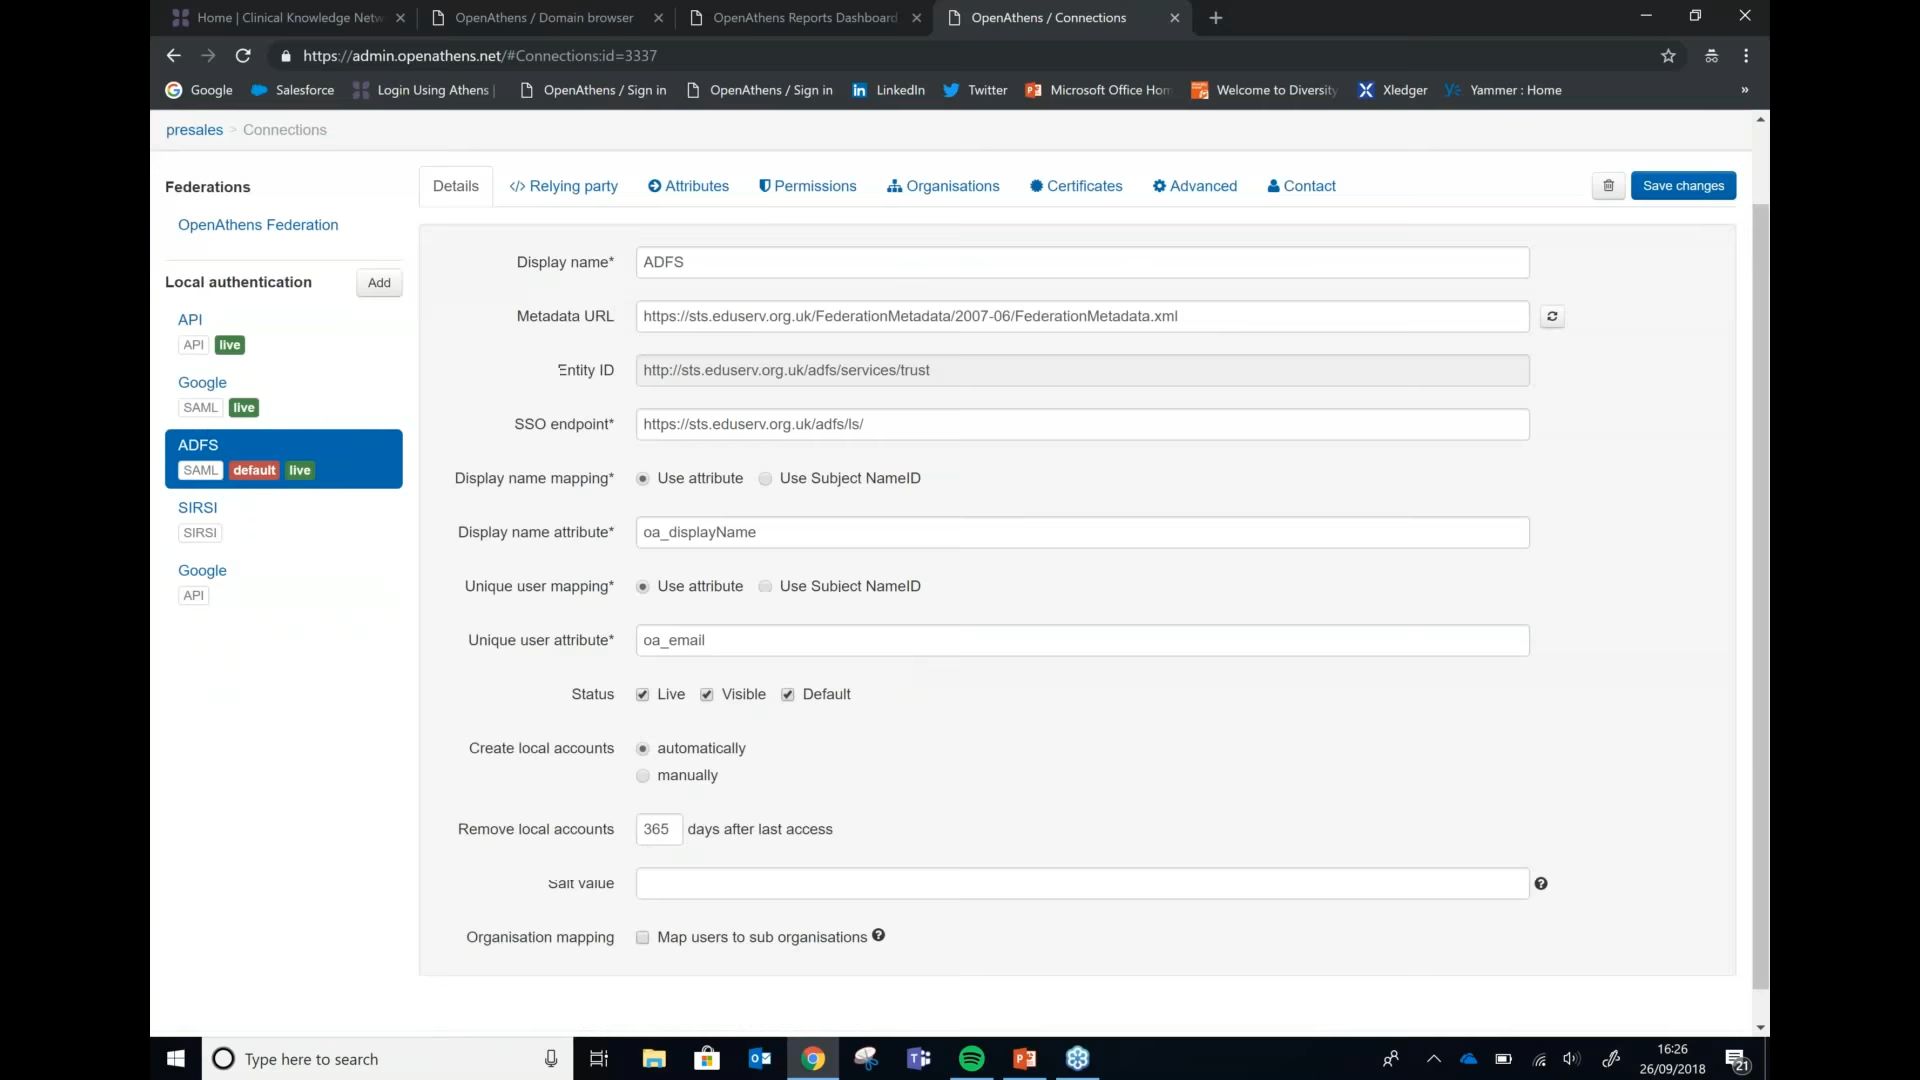 Home | Clinical Knowledge Netw
OpenAthens / Domain browser
OpenAthens Reports Dashboard
OpenAthens / Connections
https://admin.openathens.net/#Connections:id=3337
Google
Salesforce
Login Using Athens |
OpenAthens / Sign in
OpenAthens / Sign in
LinkedIn
Twitter
Microsoft Office Hom
Welcome to Diversity
Xledger
Yammer : Home
»
presales > Connections
Federations
OpenAthens Federation
Local authentication
Add
API
API live
Google
SAML live
ADFS
SAML default live
SIRSI
SIRSI
Google
API
Details
Relying party
Attributes
Permissions
Organisations
Certificates
Advanced
Contact
Save changes
Display name* ADFS
Metadata URL https://sts.eduserv.org.uk/FederationMetadata/2007-06/FederationMetadata.xml
Entity ID http://sts.eduserv.org.uk/adfs/services/trust
SSO endpoint* https://sts.eduserv.org.uk/adfs/ls/
Display name mapping* Use attribute Use Subject NameID
Display name attribute* oa_displayName
Unique user mapping* Use attribute Use Subject NameID
Unique user attribute* oa_email
Status Live Visible Default
Create local accounts automatically
manually
Remove local accounts 365 days after last access
Salt value
Organisation mapping Map users to sub organisations
Type here to search
16:26
26/09/2018
21